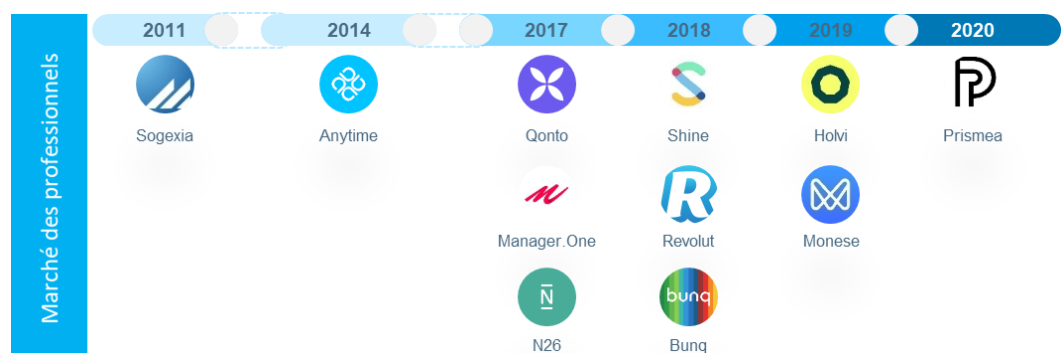 Marché des professionnels
2011 2014 2017 2018 2019 2020
Sogexia Anytime Qonto Shine Holvi Prismea
Manager.One Revolut Monese
N
bunq
N26 Bunq